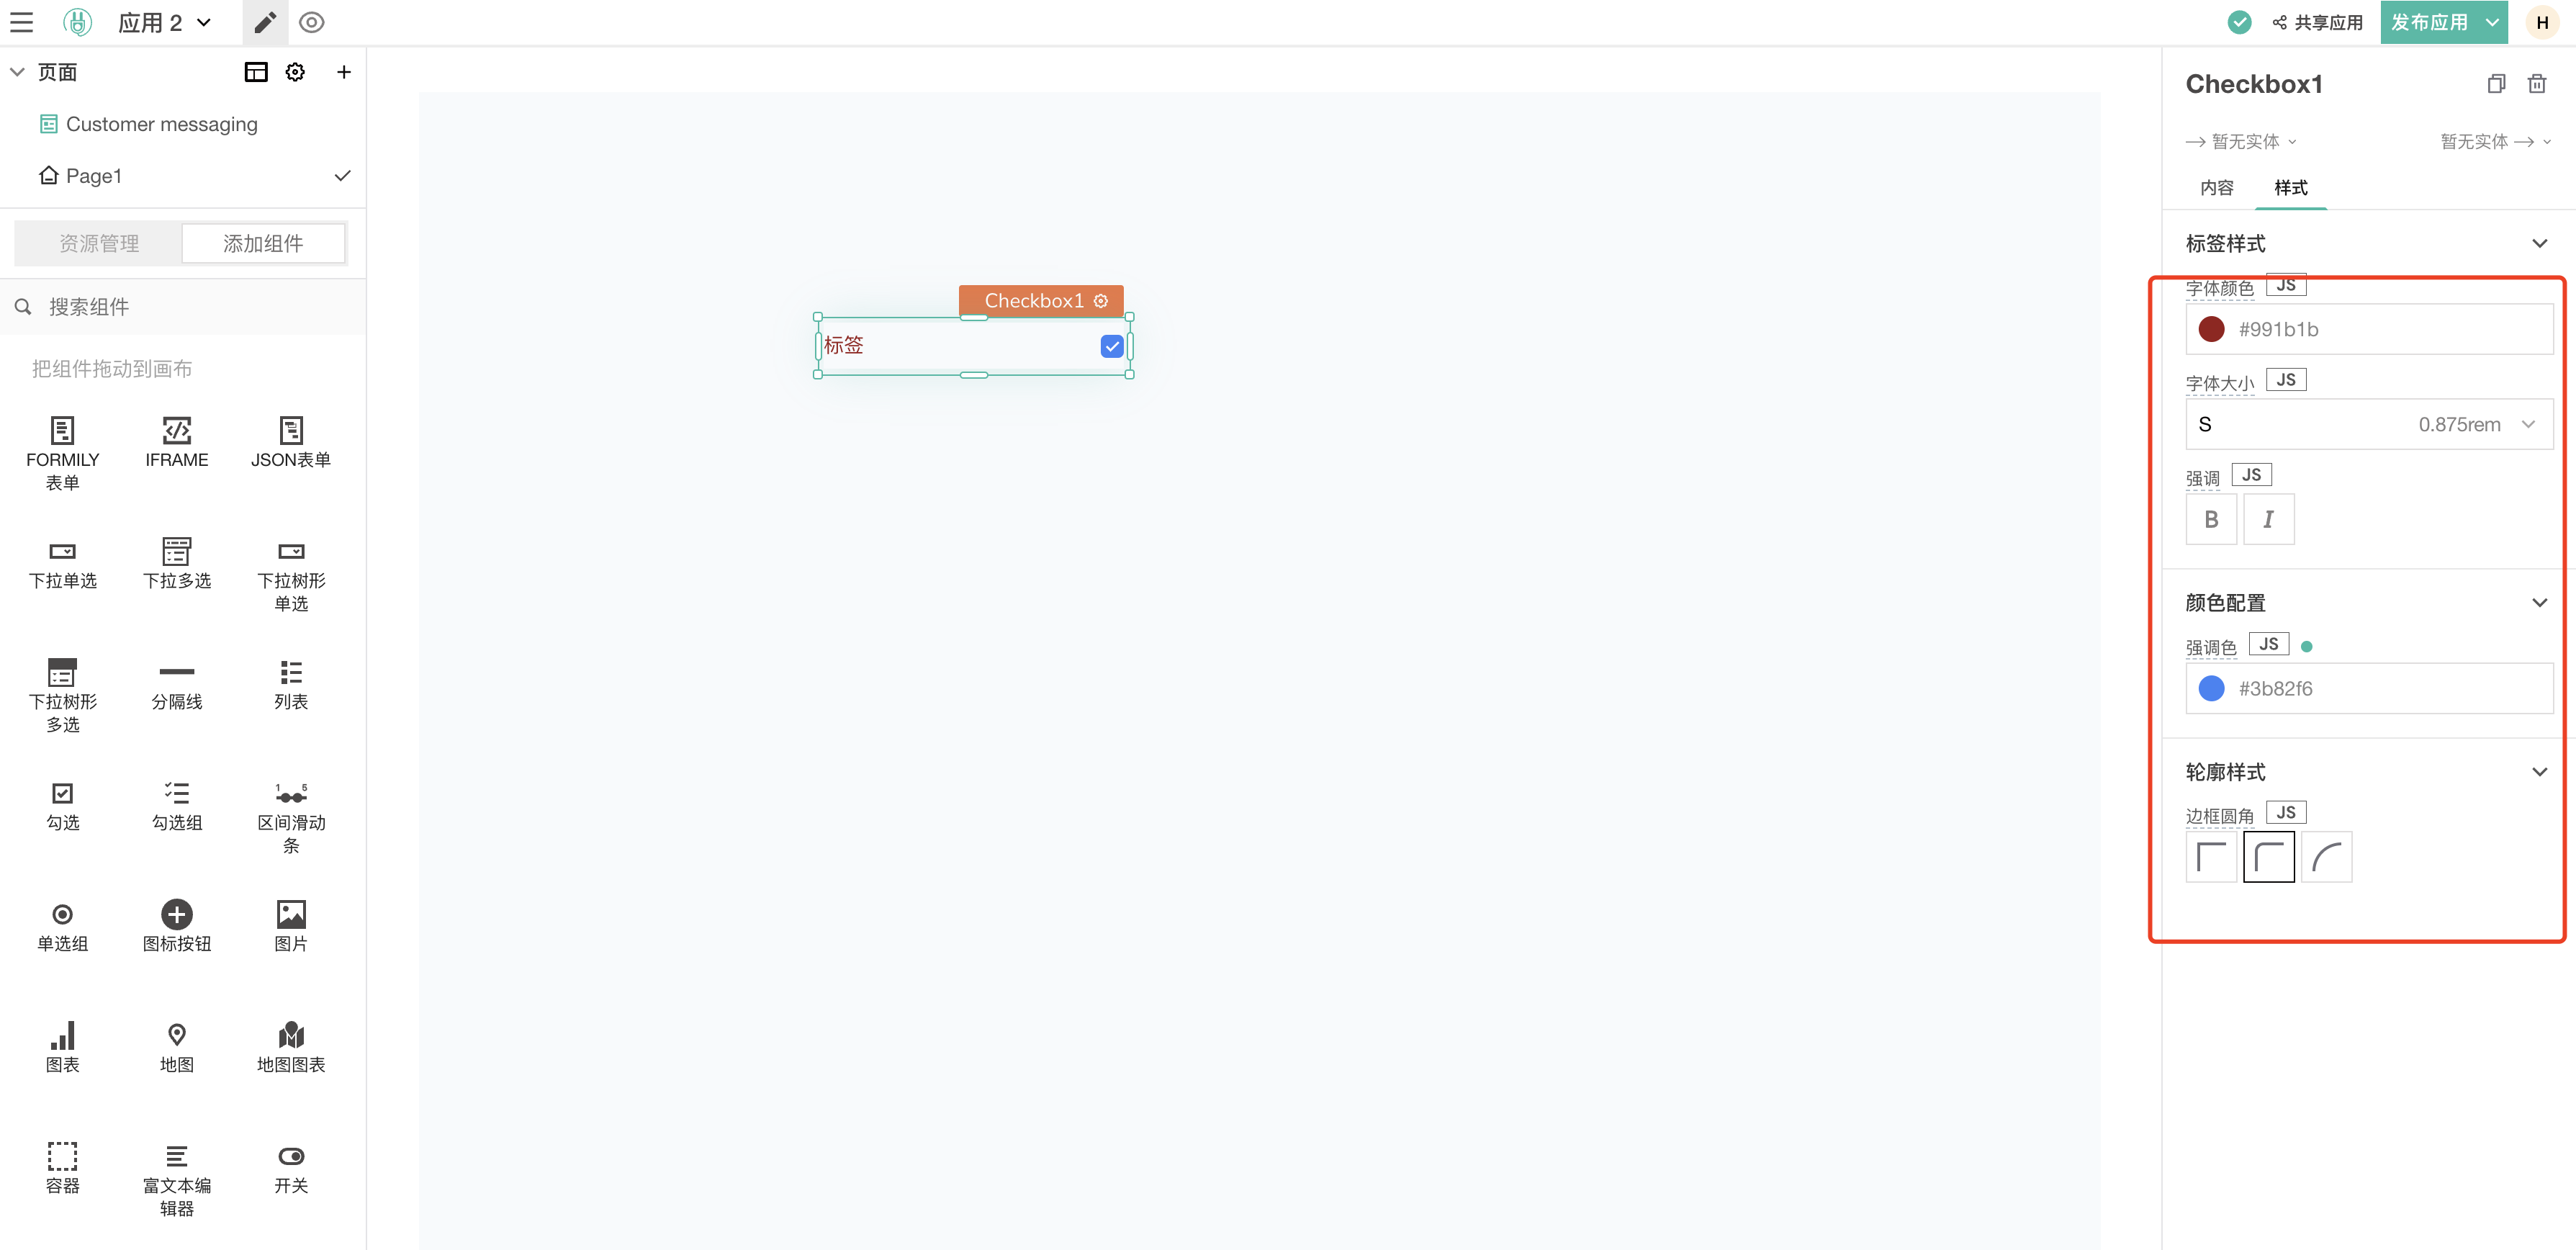 应用 2
共享应用
发布应用
H
页面
Customer messaging
Page1
资源管理
添加组件
搜索组件
把组件拖动到画布
FORMILY
表单
IFRAME
JSON表单
下拉单选
下拉多选
下拉树形
单选
下拉树形
多选
分隔线
列表
勾选
勾选组
1 5
区间滑动
条
单选组
图标按钮
图片
图表
地图
地图图表
容器
富文本编
辑器
开关
Checkbox1
标签
Checkbox1
暂无实体
暂无实体
内容
样式
标签样式
字体颜色 JS
#991b1b
字体大小 JS
S 0.875rem
强调 JS
B I
颜色配置
强调色 JS
#3b82f6
轮廓样式
边框圆角 JS